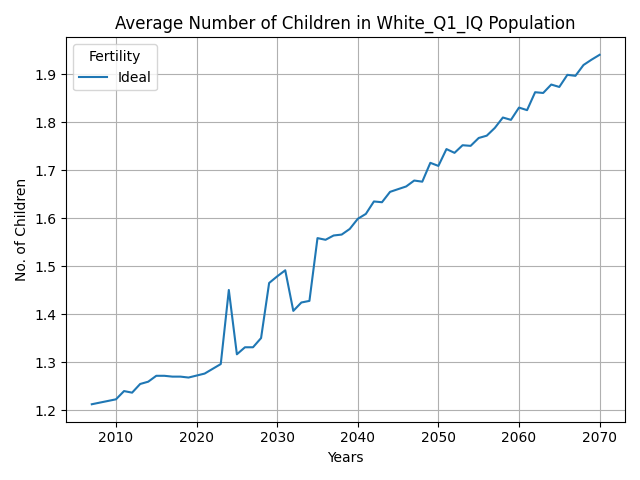 Average Number of Children in White_Q1_IQ Population
Fertility
Ideal
No. of Children
1.9
1.8
1.7
1.6
1.5
1.4
1.3
1.2
2010 2020 2030 2040 2050 2060 2070
Years